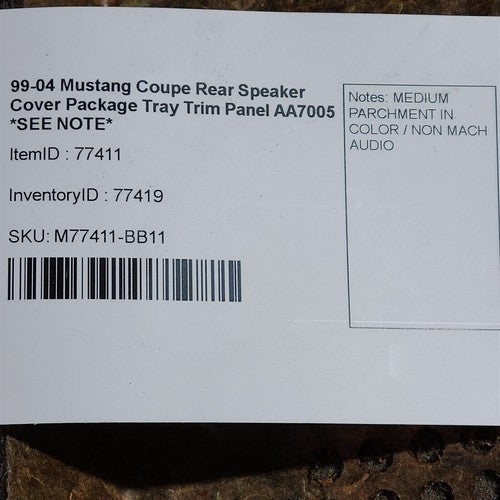 99-04 Mustang Coupe Rear Speaker
Cover Package Tray Trim Panel AA7005
*SEE NOTE*
ItemID : 77411
InventoryID : 77419
SKU: M77411-BB11
Notes: MEDIUM
PARCHMENT IN
COLOR / NON MACH
AUDIO